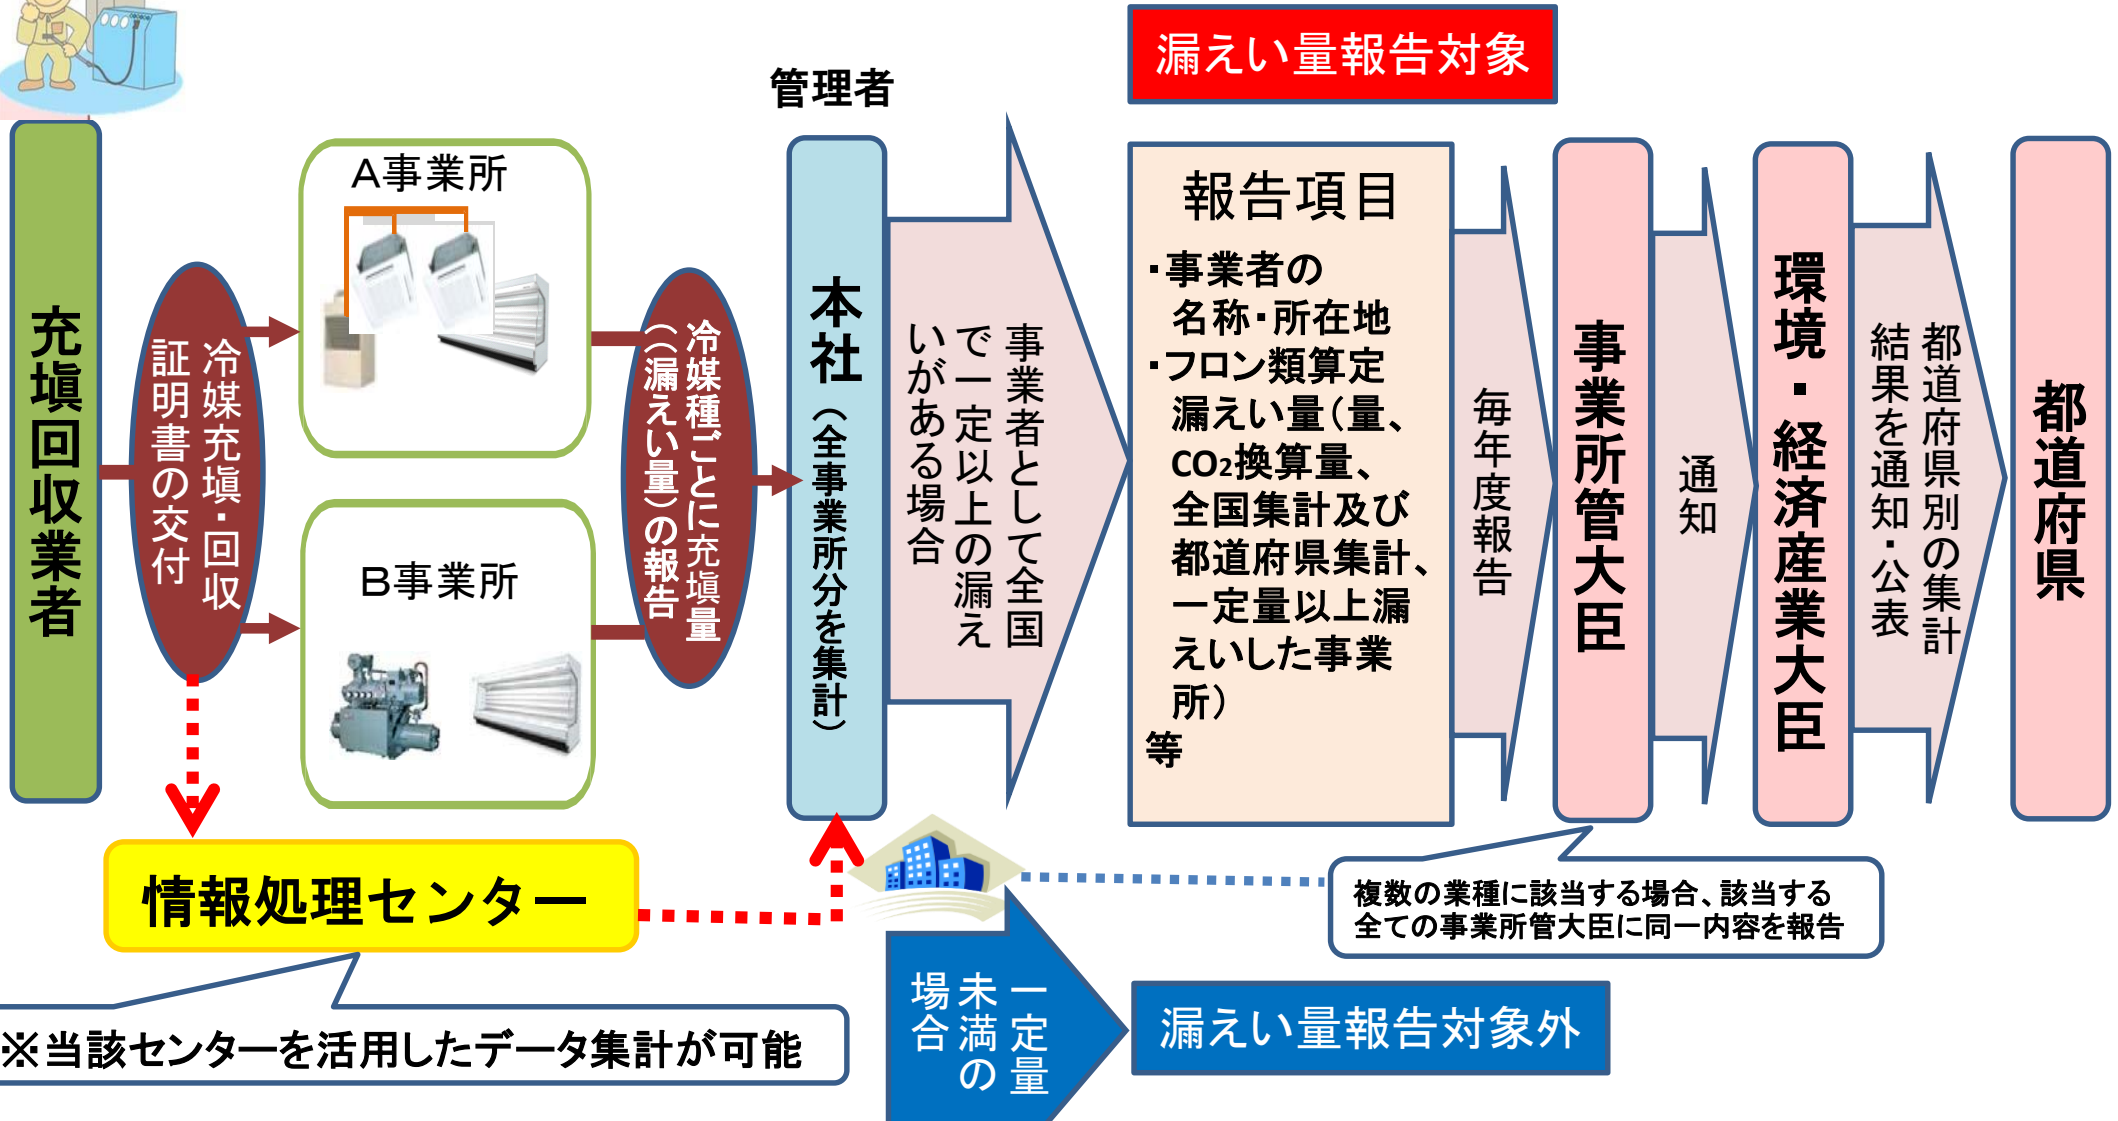 漏えい量報告対象
管理者
充塡回収業者
冷媒充塡・回収
証明書の交付
A事業所
B事業所
冷媒種ごとに充塡量
(（漏えい量）の報告
本社（全事業所分を集計）
事業者として全国
で一定以上の漏え
いがある場合
報告項目
・事業者の
名称・所在地
・フロン類算定
漏えい量（量、
CO₂換算量、
全国集計及び
都道府県集計、
一定量以上漏
えいした事業
所）
等
毎年度報告
事業所管大臣
通知
環境・経済産業大臣
都道府県別の集計
結果を通知・公表
都道府県
情報処理センター
※当該センターを活用したデータ集計が可能
複数の業種に該当する場合、該当する
全ての事業所管大臣に同一内容を報告
一定量
未満の
場合
漏えい量報告対象外